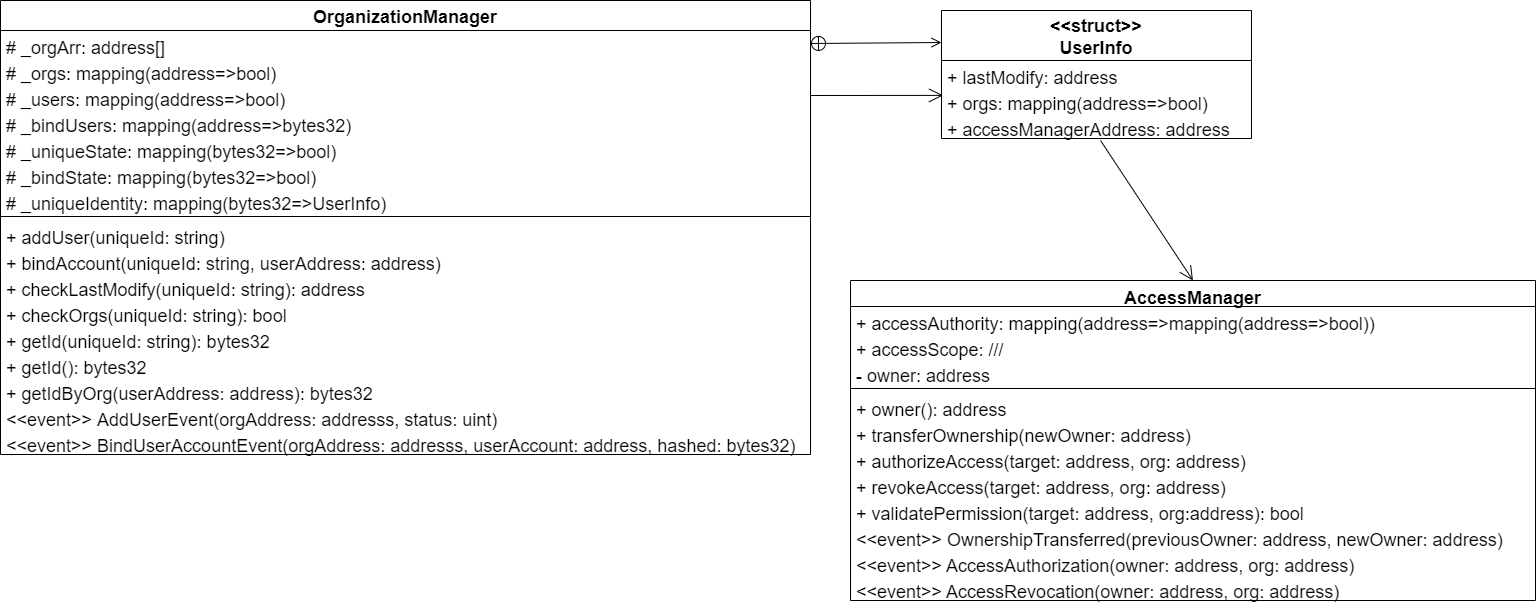 OrganizationManager
# _orgArr: address[]
# _orgs: mapping(address=>bool)
# _users: mapping(address=>bool)
# _bindUsers: mapping(address=>bytes32)
# _uniqueState: mapping(bytes32=>bool)
# _bindState: mapping(bytes32=>bool)
# _uniqueIdentity: mapping(bytes32=>UserInfo)
+ addUser(uniqueId: string)
+ bindAccount(uniqueId: string, userAddress: address)
+ checkLastModify(uniqueId: string): address
+ checkOrgs(uniqueId: string): bool
+ getId(uniqueId: string): bytes32
+ getId(): bytes32
+ getIdByOrg(userAddress: address): bytes32
<<event>> AddUserEvent(orgAddress: addresss, status: uint)
<<event>> BindUserAccountEvent(orgAddress: addresss, userAccount: address, hashed: bytes32)
<<struct>>
UserInfo
+ lastModify: address
+ orgs: mapping(address=>bool)
+ accessManagerAddress: address
AccessManager
+ accessAuthority: mapping(address=>mapping(address=>bool))
+ accessScope: ///
- owner: address
+ owner(): address
+ transferOwnership(newOwner: address)
+ authorizeAccess(target: address, org: address)
+ revokeAccess(target: address, org: address)
+ validatePermission(target: address, org:address): bool
<<event>> OwnershipTransferred(previousOwner: address, newOwner: address)
<<event>> AccessAuthorization(owner: address, org: address)
<<event>> AccessRevocation(owner: address, org: address)